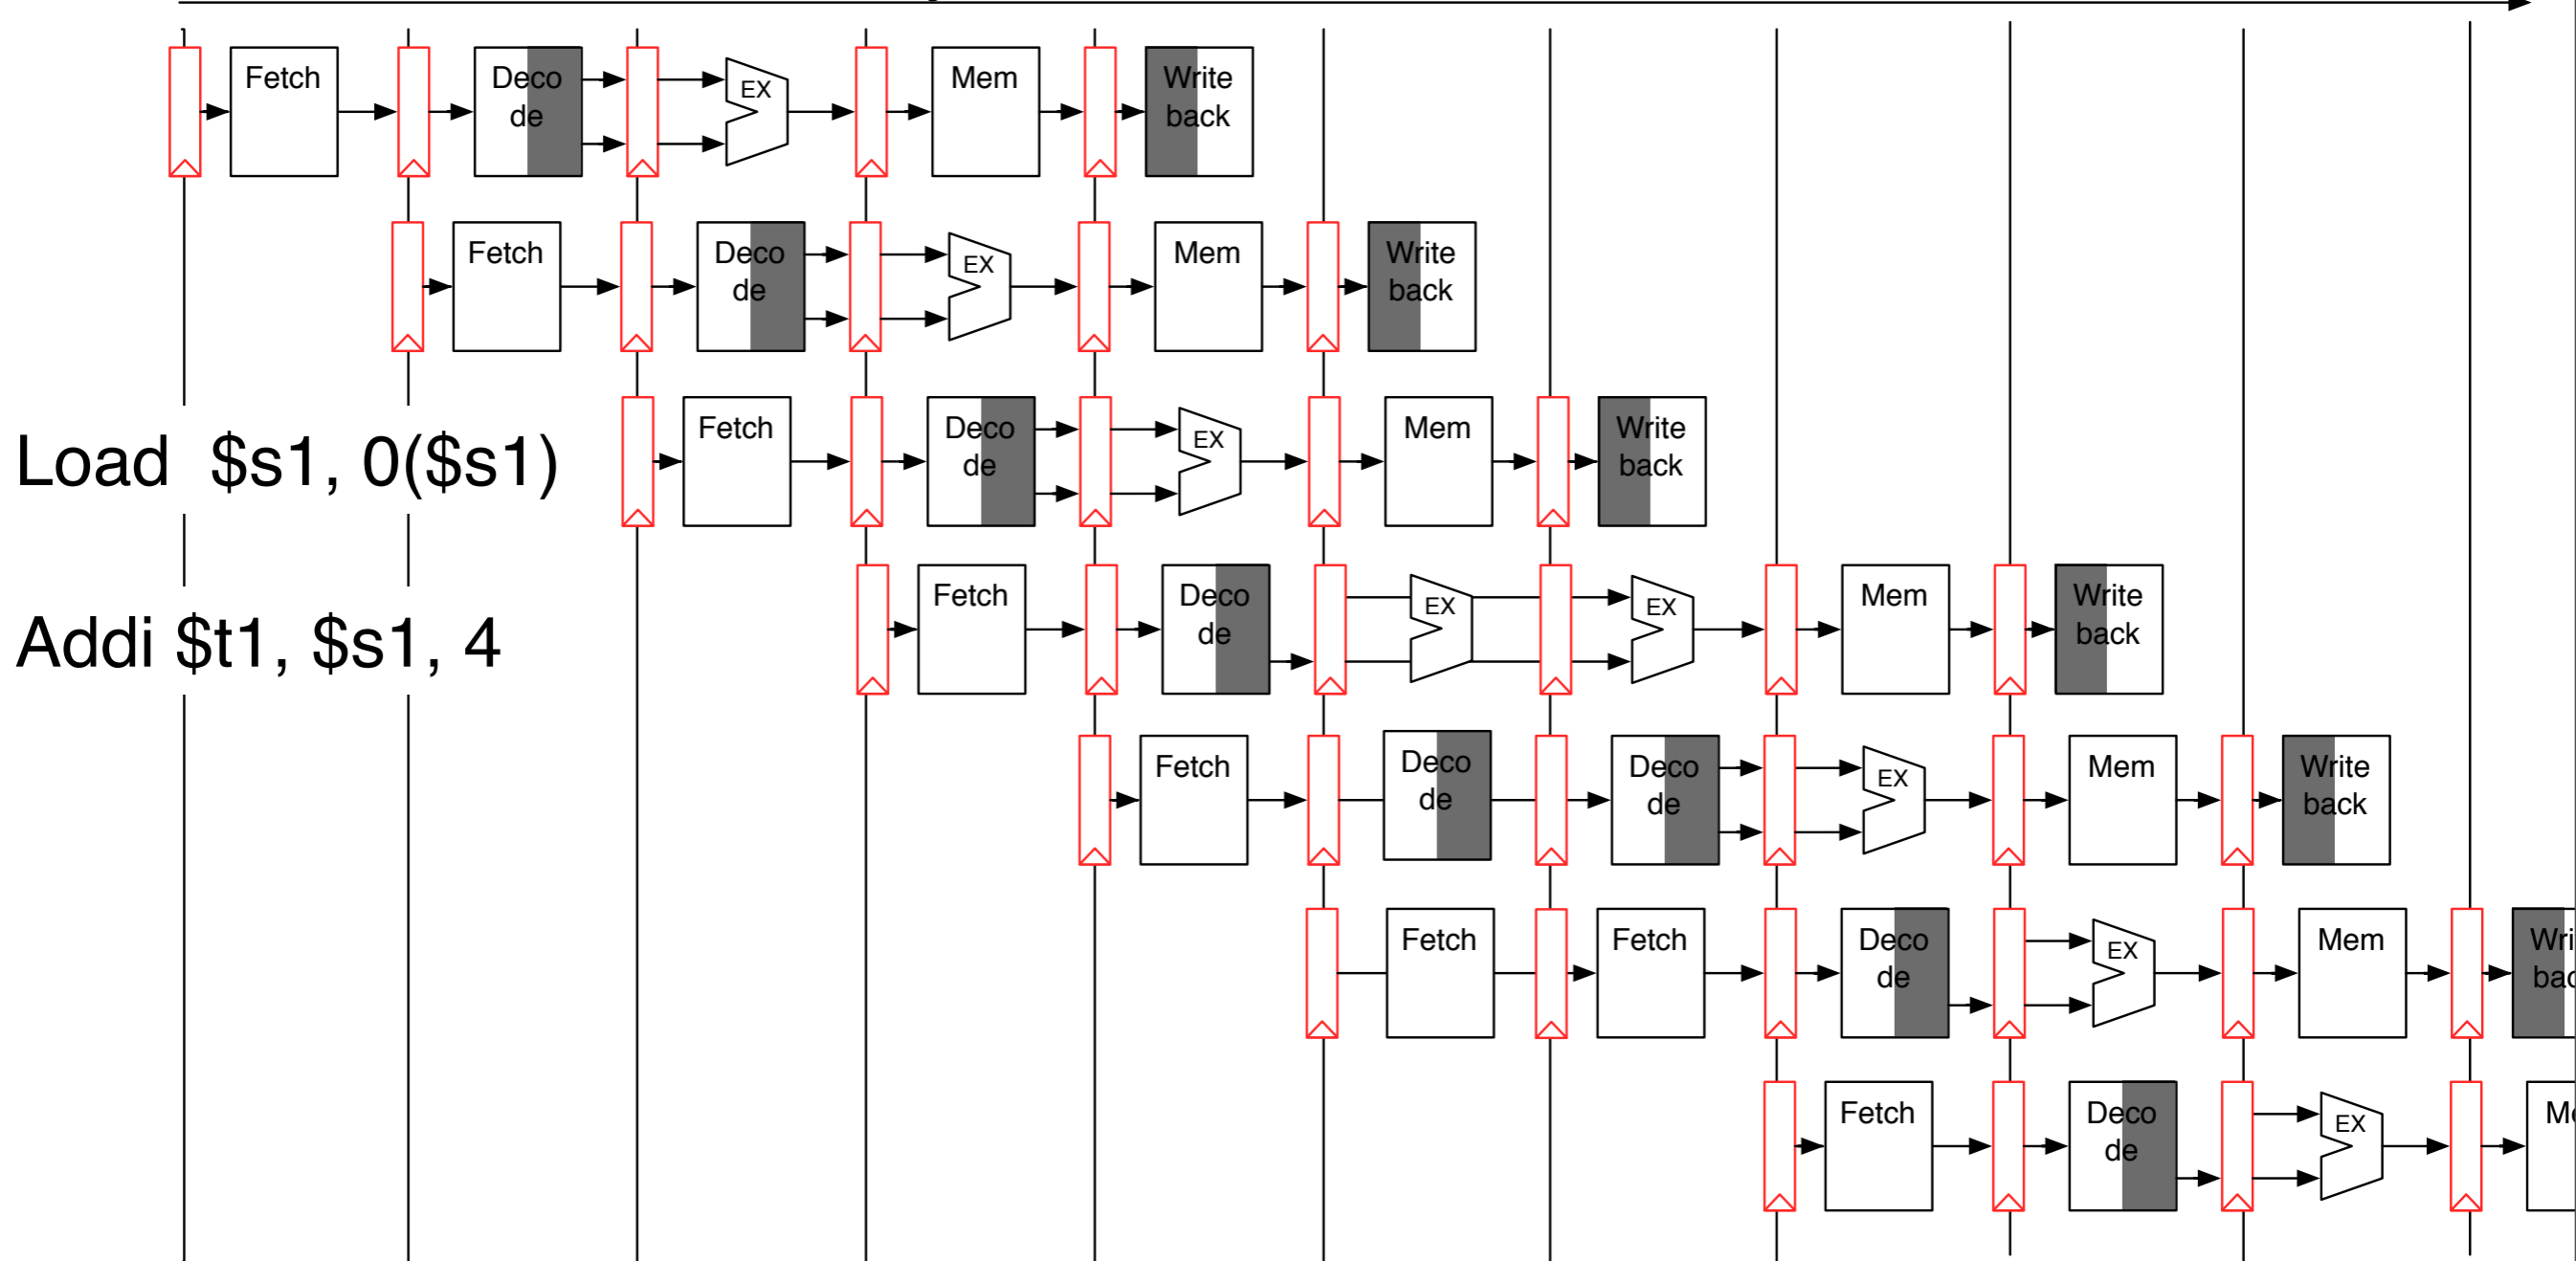 Fetch Deco de EX Mem Write back
Fetch Deco de EX Mem Write back
Load $s1, 0($s1) Fetch Deco de EX Mem Write back
Addi $t1, $s1, 4 Fetch Deco de EX EX Mem Write back
Fetch Deco de Deco de EX Mem Write back
Fetch Fetch Deco de EX Mem
Fetch Deco de EX